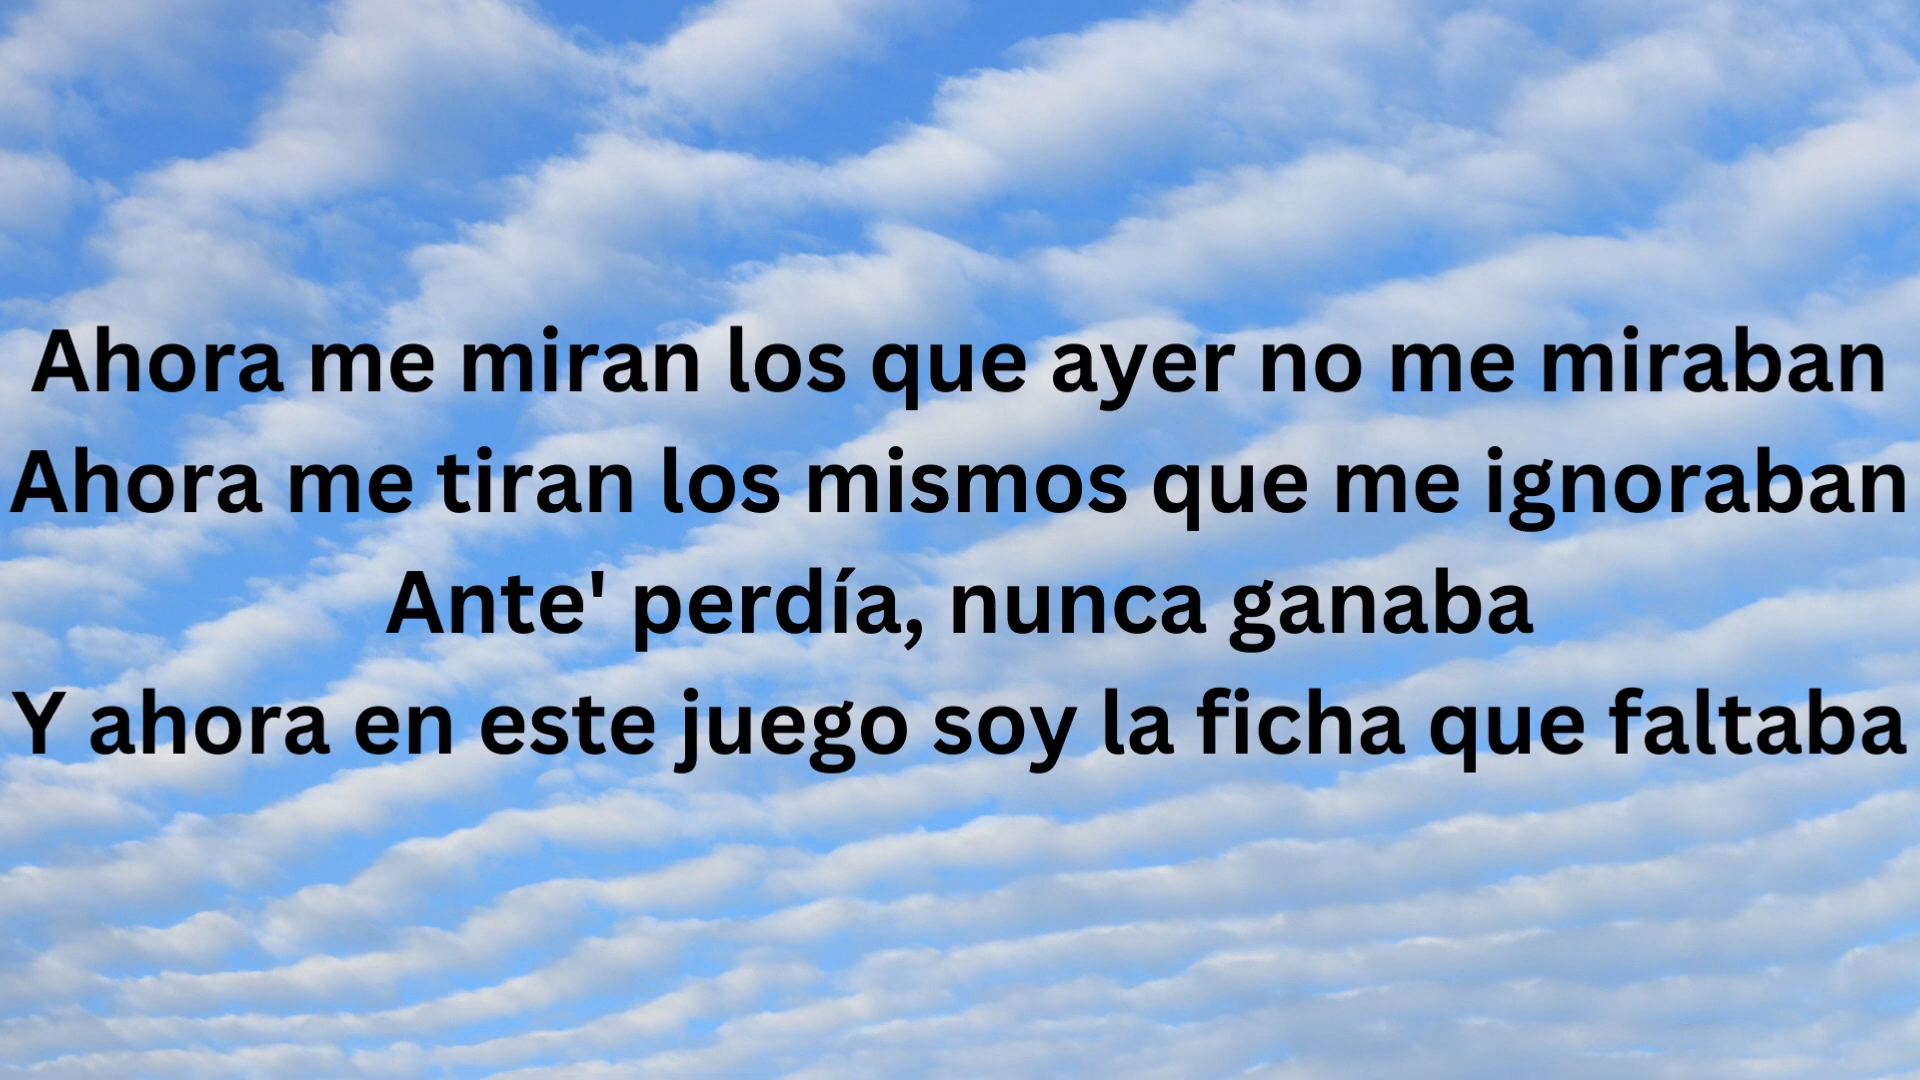 Ahora me miran los que ayer no me miraban
Ahora me tiran los mismos que me ignoraban
Ante' perdía, nunca ganaba
Y ahora en este juego soy la ficha que faltaba